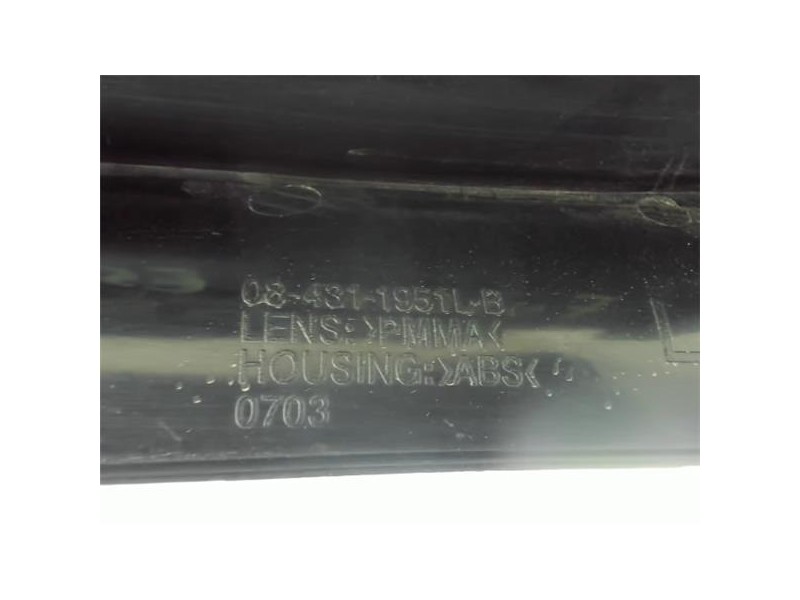 08-431-1951L-B
LENS:>PMMA<
HOUSING:>ABS<
0703